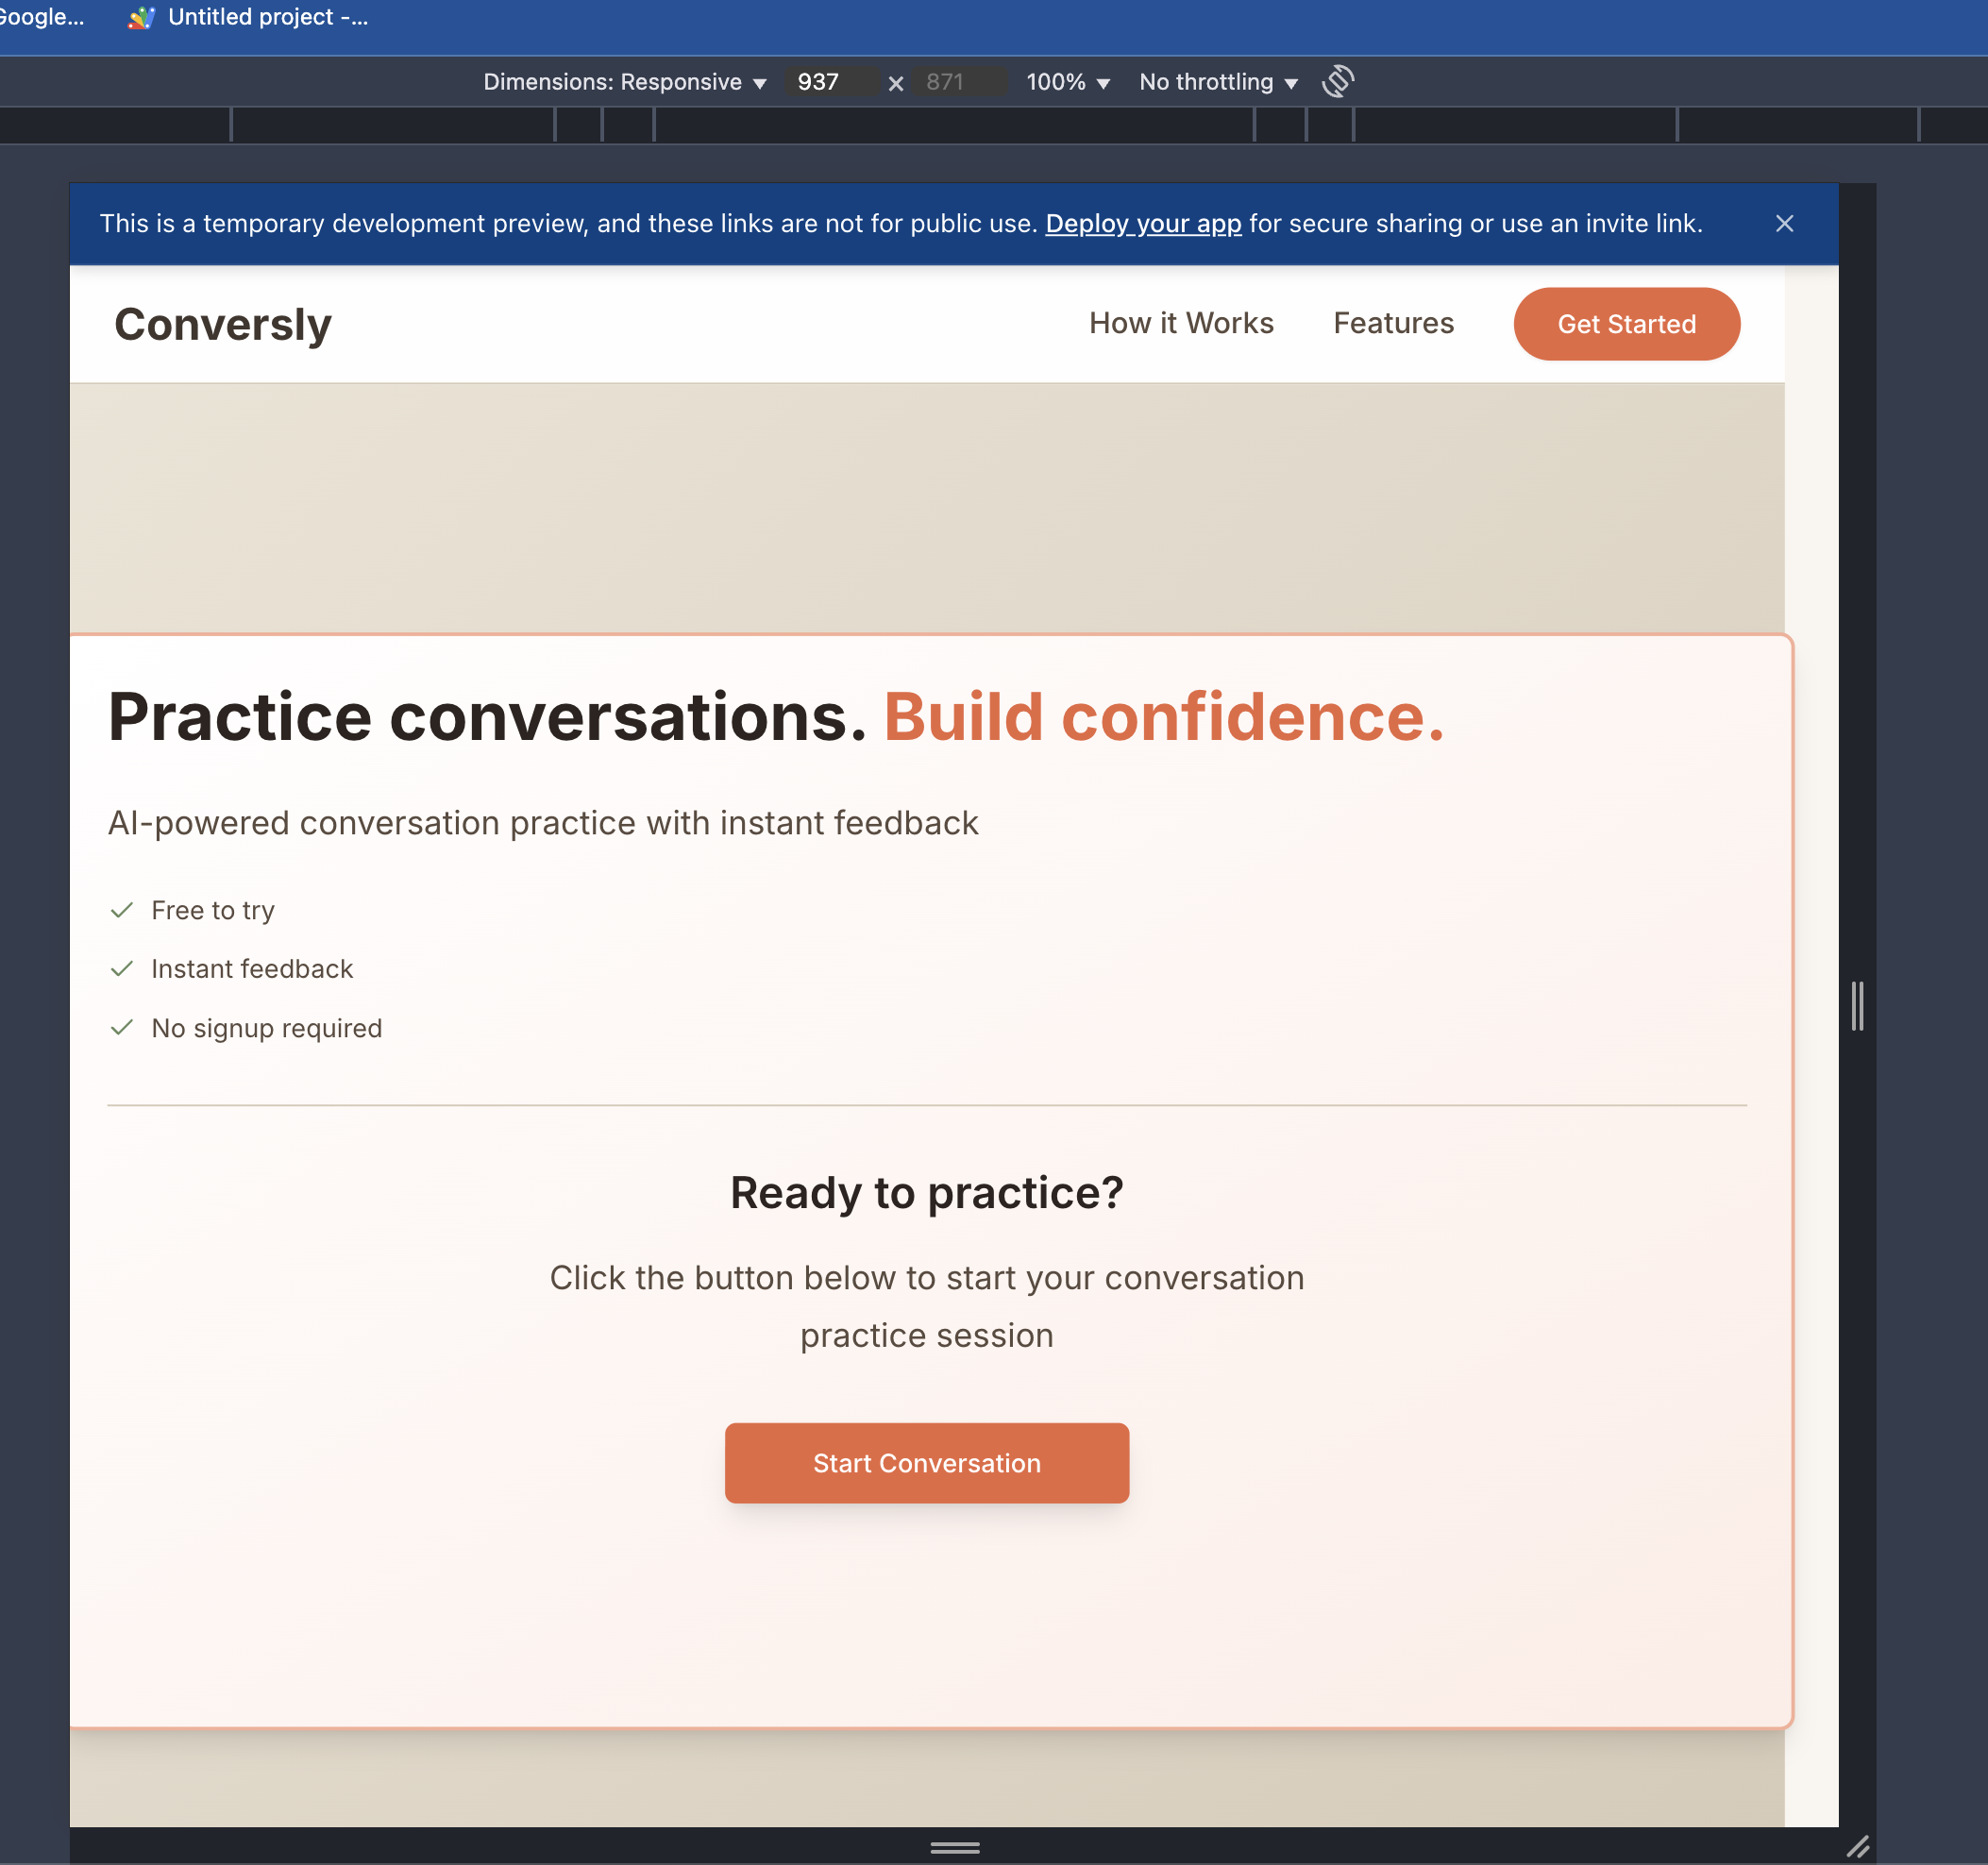 Google...
Untitled project -...
Dimensions: Responsive 937 × 871 100% No throttling
This is a temporary development preview, and these links are not for public use. Deploy your app for secure sharing or use an invite link.
Conversly
How it Works
Features
Get Started
Practice conversations. Build confidence.
AI-powered conversation practice with instant feedback
Free to try
Instant feedback
No signup required
Ready to practice?
Click the button below to start your conversation
practice session
Start Conversation